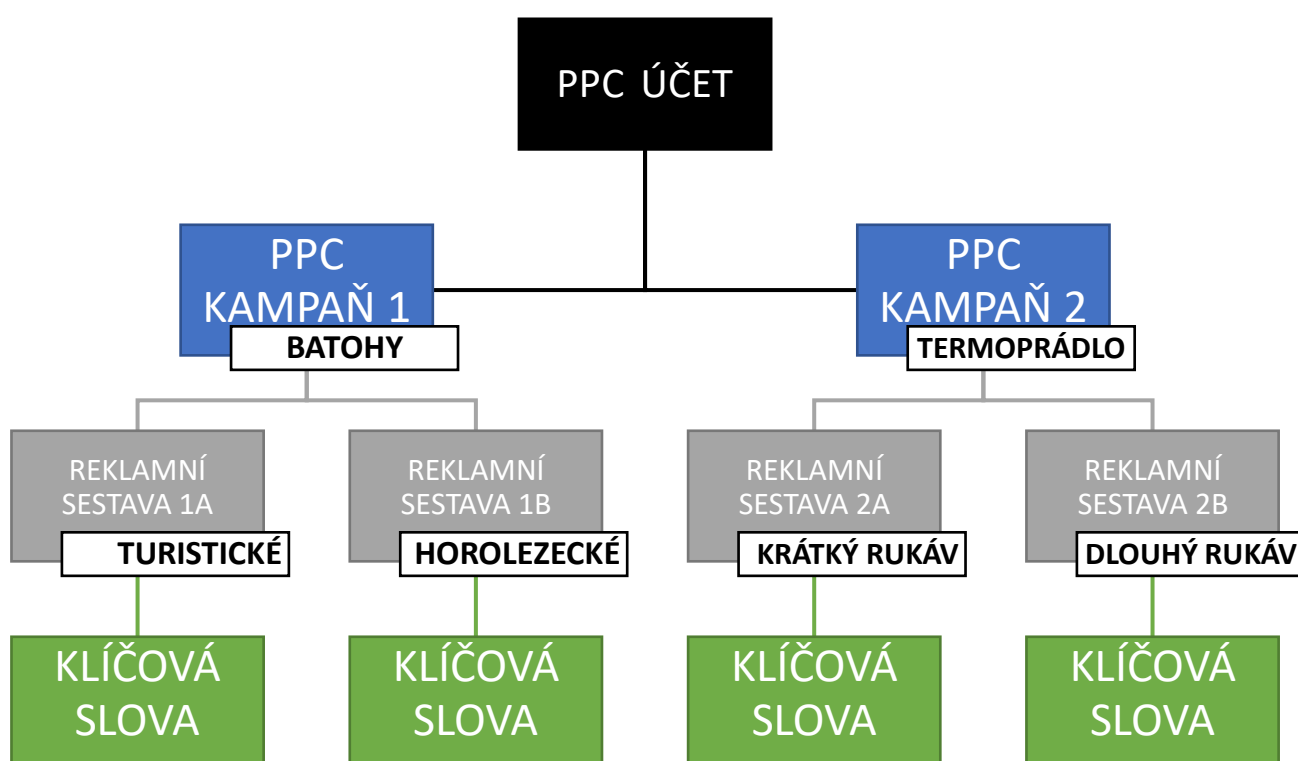 PPC ÚČET
PPC
KAMPAŇ 1
BATOHY
PPC
KAMPAŇ 2
TERMOPRÁDLO
REKLAMNÍ
SESTAVA 1A
TURISTICKÉ
REKLAMNÍ
SESTAVA 1B
HOROLEZECKÉ
REKLAMNÍ
SESTAVA 2A
KRÁTKÝ RUKÁV
REKLAMNÍ
SESTAVA 2B
DLOUHÝ RUKÁV
KLÍČOVÁ
SLOVA
KLÍČOVÁ
SLOVA
KLÍČOVÁ
SLOVA
KLÍČOVÁ
SLOVA